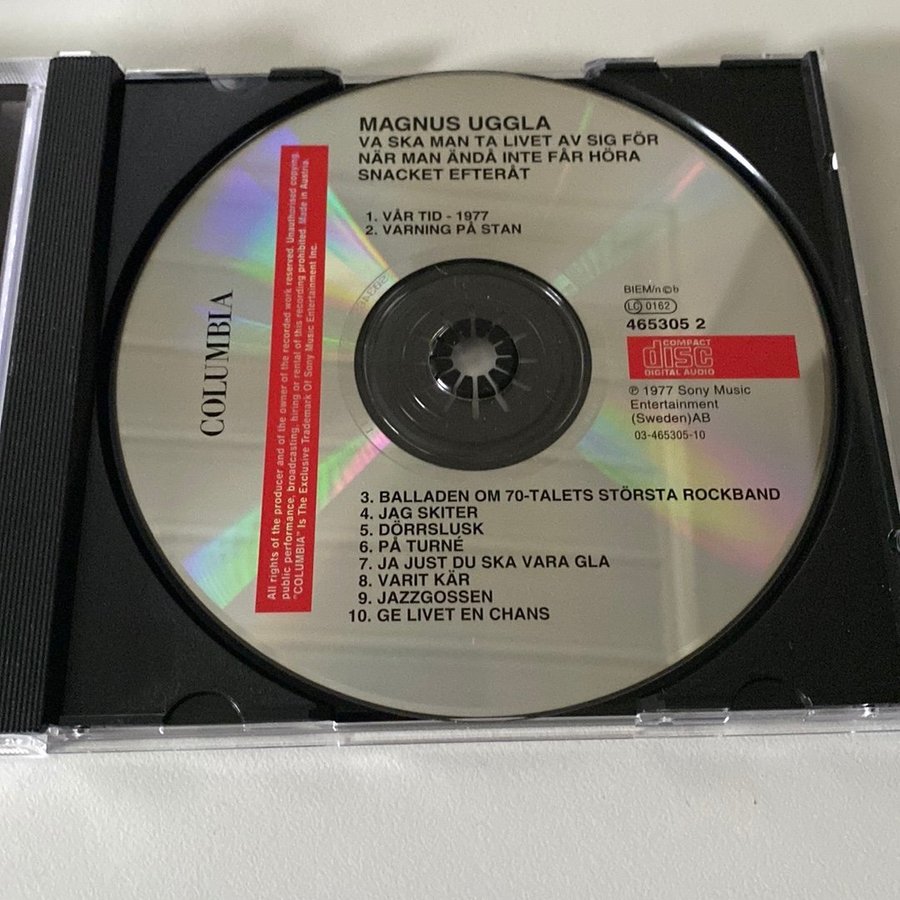 MAGNUS UGGLA
VA SKA MAN TA LIVET AV SIG FÖR
NÄR MAN ÄNDÅ INTE FÅR HÖRA
SNACKET EFTERÅT
1. VÅR TID - 1977
2. VARNING PÅ STAN
COLUMBIA
All rights of the producer and of the owner of the recorded work reserved. Unauthorised copying,
public performance, broadcasting, hiring or rental of this recording prohibited. Made in Austria.
"COLUMBIA" Is The Exclusive Trademark Of Sony Music Entertainment Inc.
BIEM/n©b
LC 0162
465305 2
COMPACT
disc
DIGITAL AUDIO
℗ 1977 Sony Music
Entertainment
(Sweden)AB
03-465305-10
3. BALLADEN OM 70-TALETS STÖRSTA ROCKBAND
4. JAG SKITER
5. DÖRRSLUSK
6. PÅ TURNÉ
7. JA JUST DU SKA VARA GLA
8. VARIT KÄR
9. JAZZGOSSEN
10. GE LIVET EN CHANS